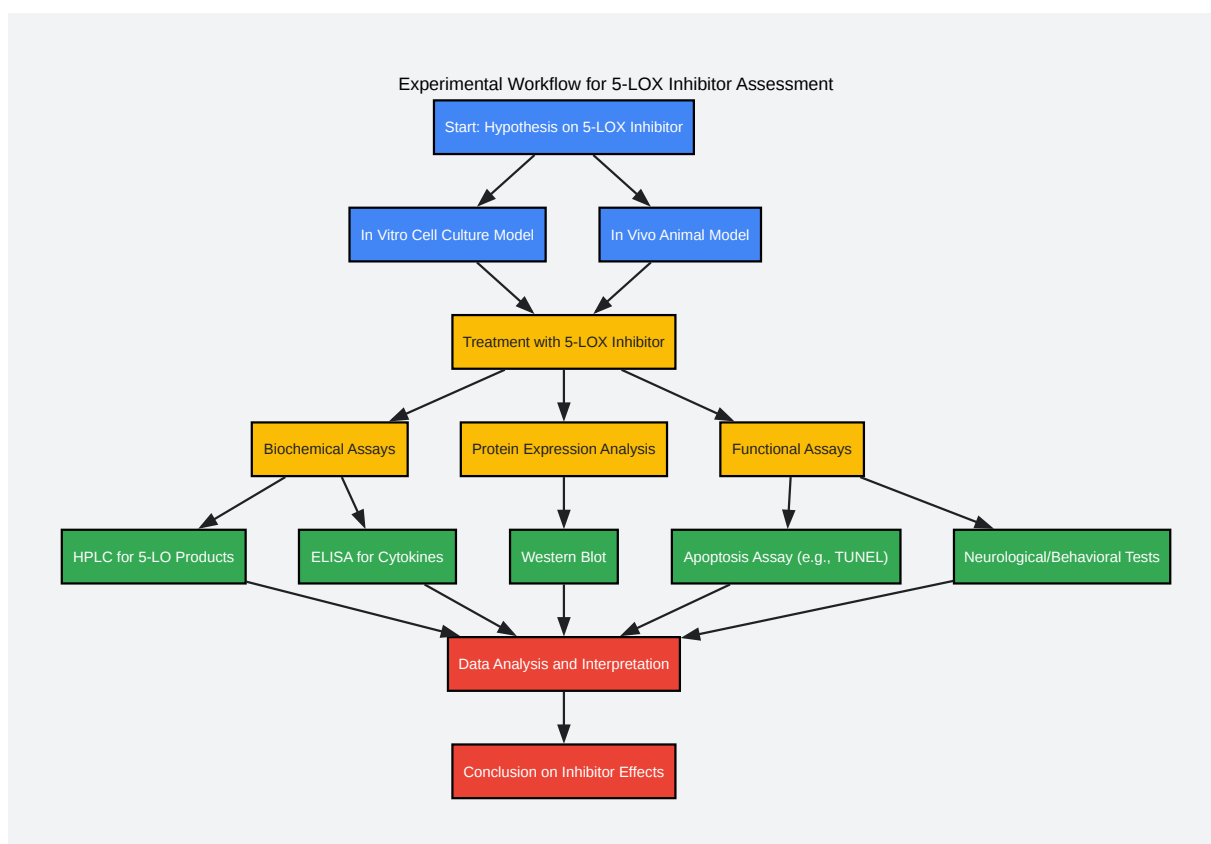 Experimental Workflow for 5-LOX Inhibitor Assessment
Start: Hypothesis on 5-LOX Inhibitor
In Vitro Cell Culture Model
In Vivo Animal Model
Treatment with 5-LOX Inhibitor
Biochemical Assays
Protein Expression Analysis
Functional Assays
HPLC for 5-LO Products
ELISA for Cytokines
Western Blot
Apoptosis Assay (e.g., TUNEL)
Neurological/Behavioral Tests
Data Analysis and Interpretation
Conclusion on Inhibitor Effects